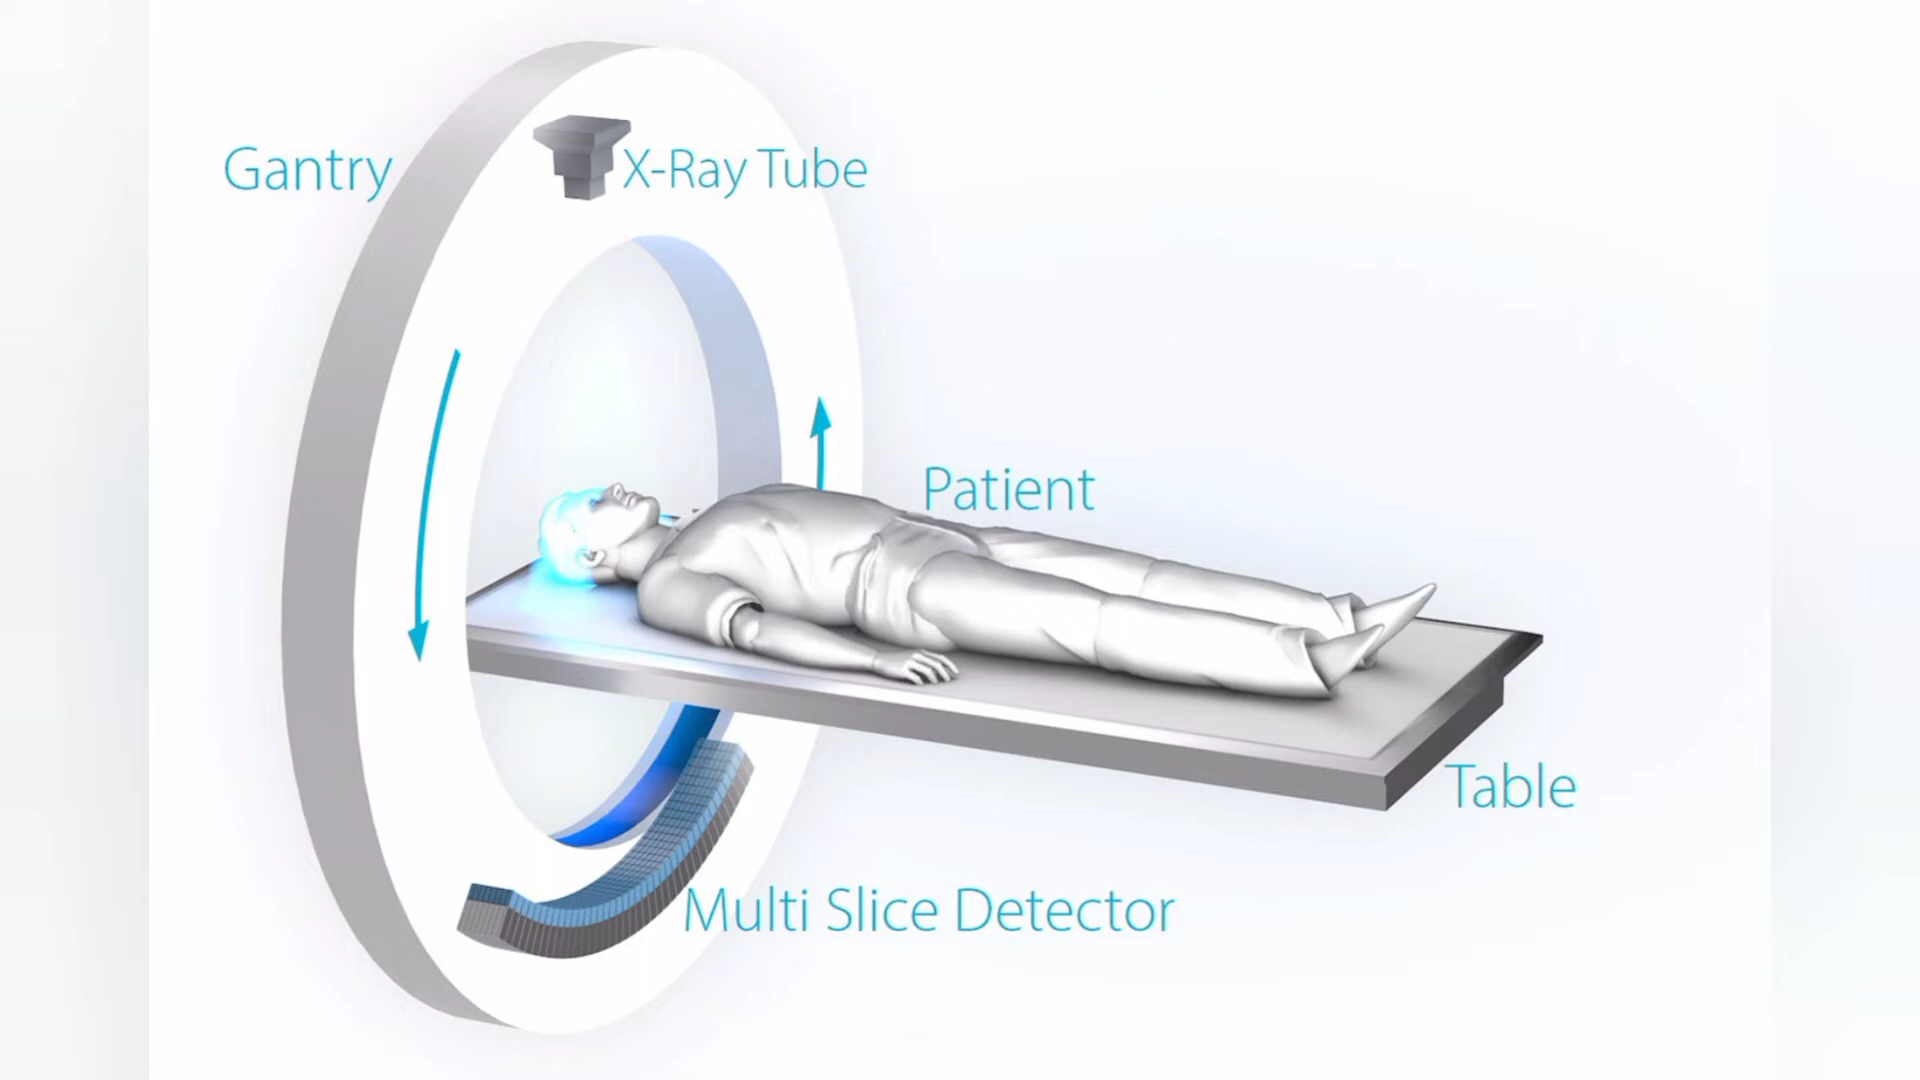 Gantry
X-Ray Tube
Patient
Table
Multi Slice Detector